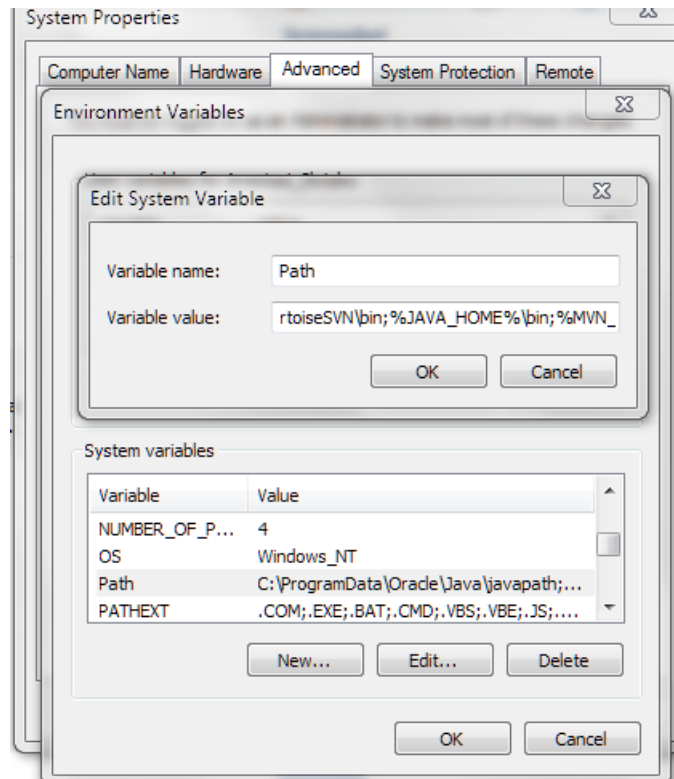 System Properties
Computer Name Hardware Advanced System Protection Remote
Environment Variables
Edit System Variable
Variable name: Path
Variable value: rtoiseSVN\bin;%JAVA_HOME%\bin;%MVN_
OK Cancel
System variables
Variable Value
NUMBER_OF_P... 4
OS Windows_NT
Path C:\ProgramData\Oracle\Java\javapath;...
PATHEXT .COM;.EXE;.BAT;.CMD;.VBS;.VBE;.JS;....
New... Edit... Delete
OK Cancel